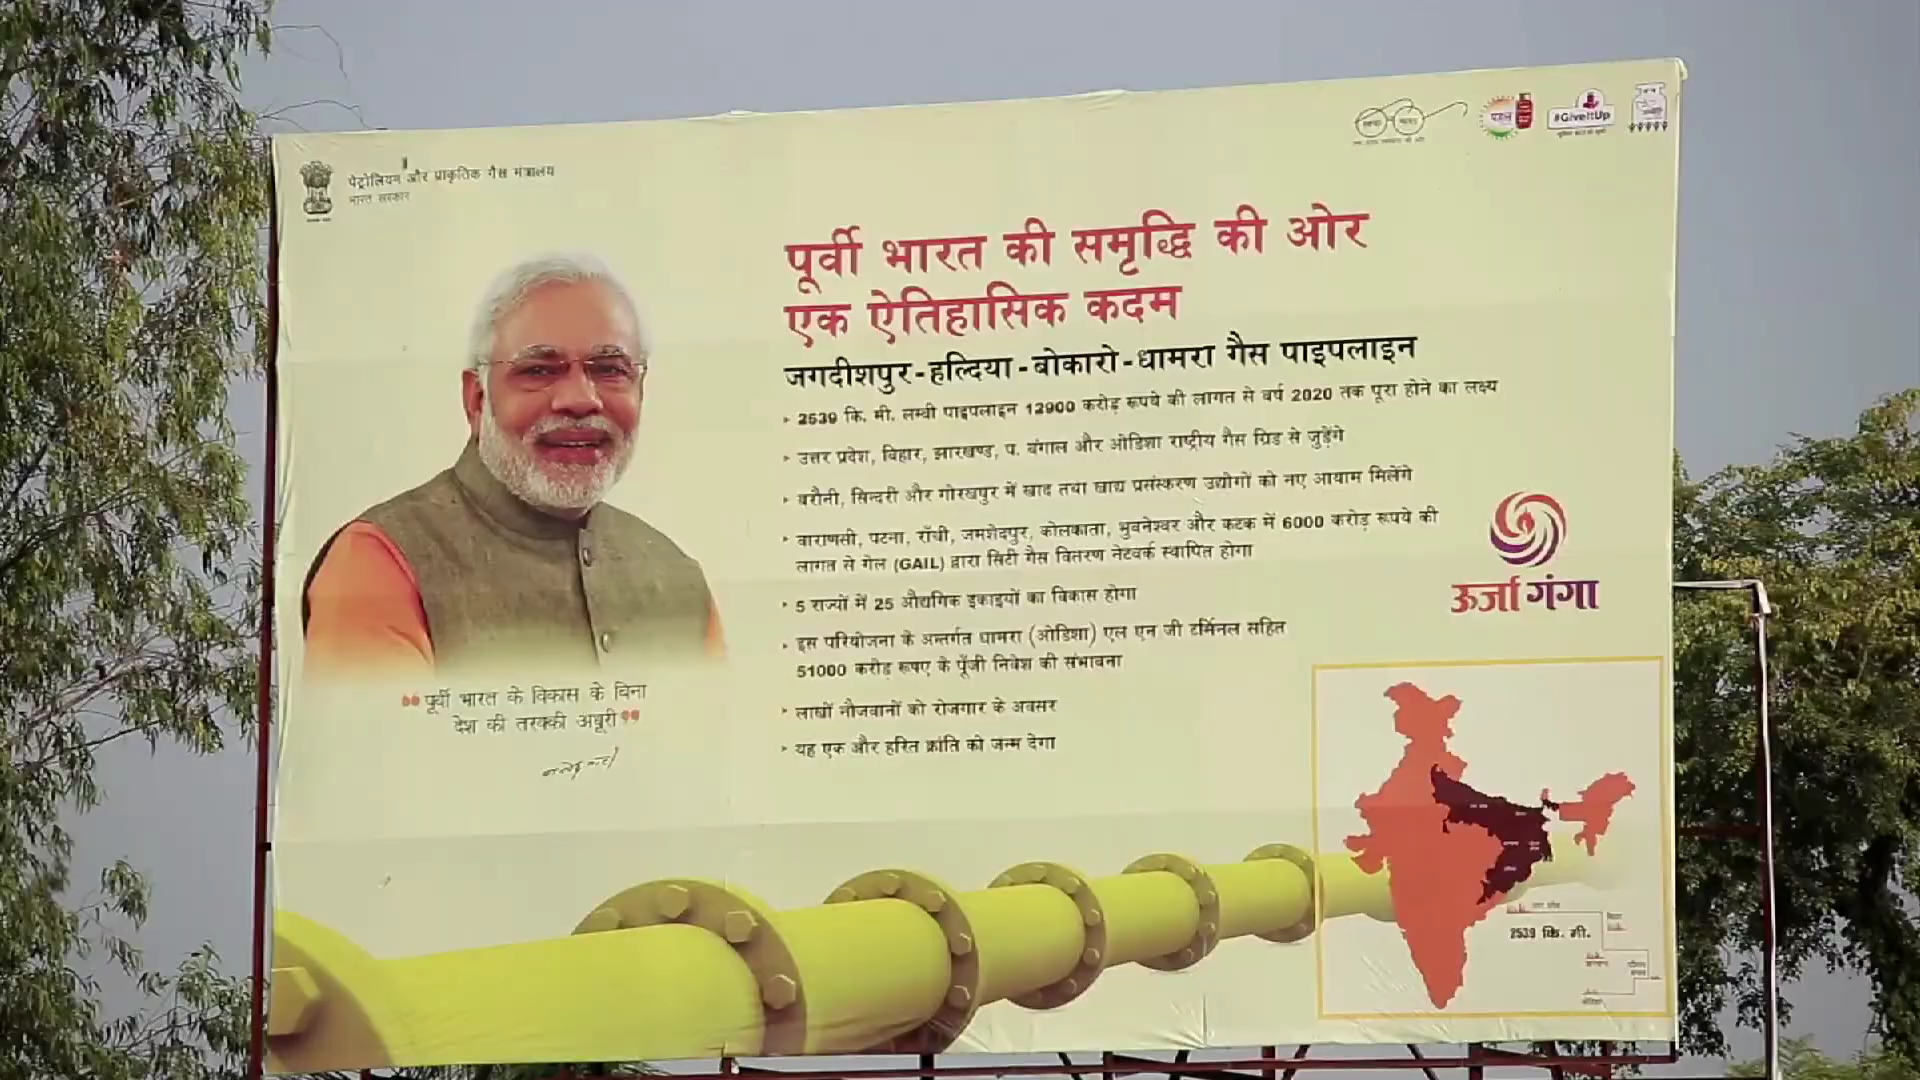 पेट्रोलियम और प्राकृतिक गैस मंत्रालय
भारत सरकार
#GiveItUp
पूर्वी भारत की समृद्धि की ओर
एक ऐतिहासिक कदम
जगदीशपुर-हल्दिया-बोकारो-धामरा गैस पाइपलाइन
2539 कि. मी. लम्बी पाइपलाइन 12900 करोड़ रूपये की लागत से वर्ष 2020 तक पूरा होने का लक्ष्य
उत्तर प्रदेश, बिहार, झारखण्ड, प. बंगाल और ओडिशा राष्ट्रीय गैस ग्रिड से जुड़ेंगे
बरौनी, सिन्दरी और गोरखपुर में खाद तथा खाद्य प्रसंस्करण उद्योगों को नए आयाम मिलेंगे
वाराणसी, पटना, राँची, जमशेदपुर, कोलकाता, भुवनेश्वर और कटक में 6000 करोड़ रूपये की
लागत से गेल (GAIL) द्वारा सिटी गैस वितरण नेटवर्क स्थापित होगा
5 राज्यों में 25 औद्यगिक इकाइयों का विकास होगा
इस परियोजना के अन्तर्गत धामरा (ओडिशा) एल एन जी टर्मिनल सहित
51000 करोड़ रूपए के पूँजी निवेश की संभावना
लाखों नौजवानों को रोजगार के अवसर
यह एक और हरित क्रांति को जन्म देगा
ऊर्जा गंगा
“पूर्वी भारत के विकास के बिना
देश की तरक्की अधूरी”
2539 कि. मी.